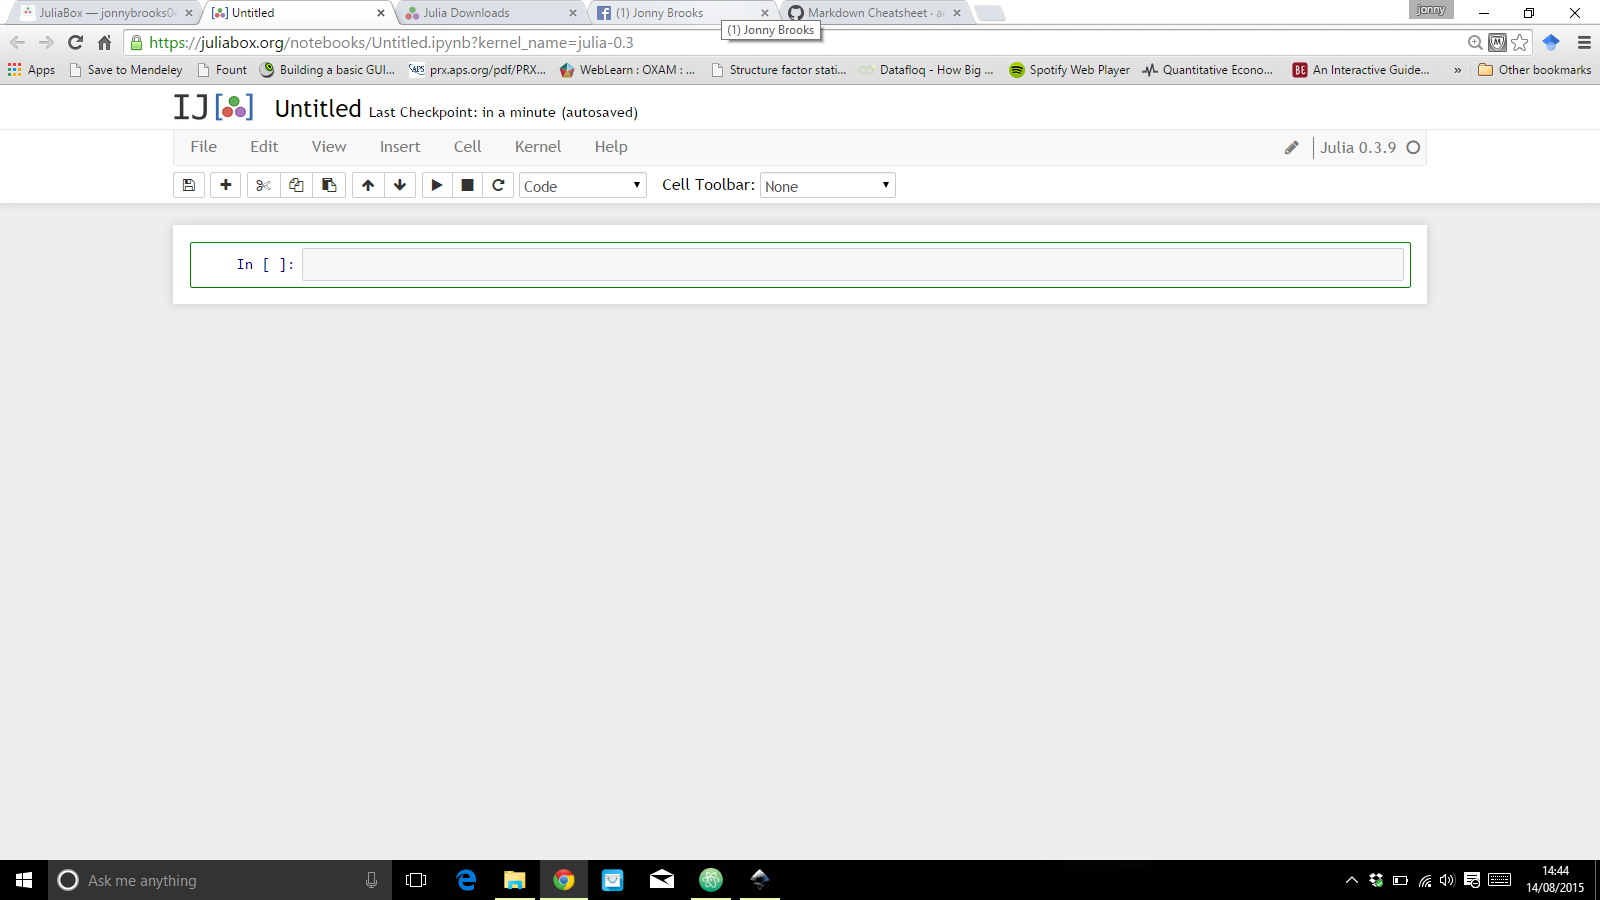 JuliaBox — jonnybrooks04
Untitled
Julia Downloads
(1) Jonny Brooks
Markdown Cheatsheet · ac
jonny
(1) Jonny Brooks
https://juliabox.org/notebooks/Untitled.ipynb?kernel_name=julia-0.3
Apps
Save to Mendeley
Fount
Building a basic GUI...
prx.aps.org/pdf/PRX...
WebLearn : OXAM : ...
Structure factor stati...
Datafloq - How Big ...
Spotify Web Player
Quantitative Econo...
An Interactive Guide...
»
Other bookmarks
IJ[ ]
Untitled Last Checkpoint: in a minute (autosaved)
File Edit View Insert Cell Kernel Help
Julia 0.3.9
Code
Cell Toolbar: None
In [ ]:
Ask me anything
14:44
14/08/2015